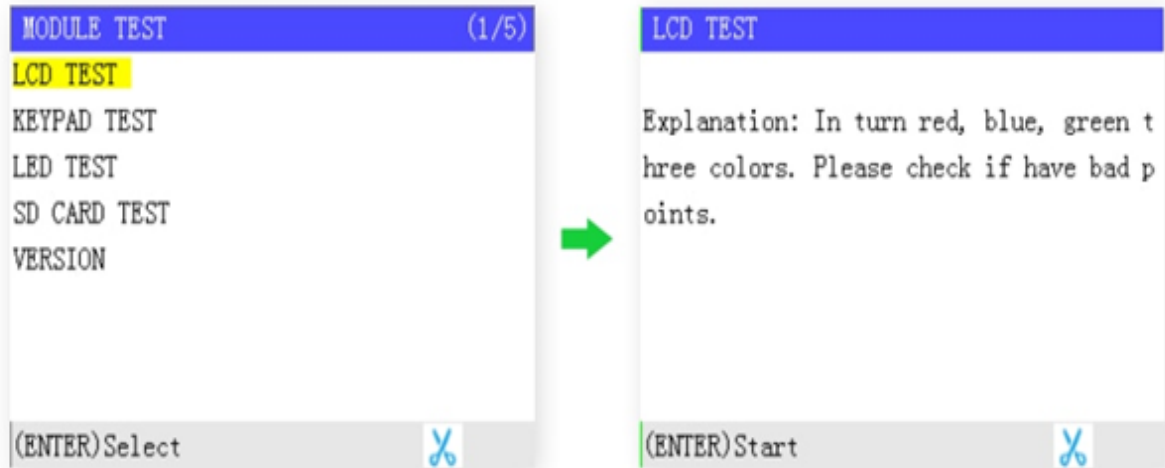 MODULE TEST (1/5)
LCD TEST
KEYPAD TEST
LED TEST
SD CARD TEST
VERSION
(ENTER)Select
LCD TEST
Explanation: In turn red, blue, green t
hree colors. Please check if have bad p
oints.
(ENTER)Start